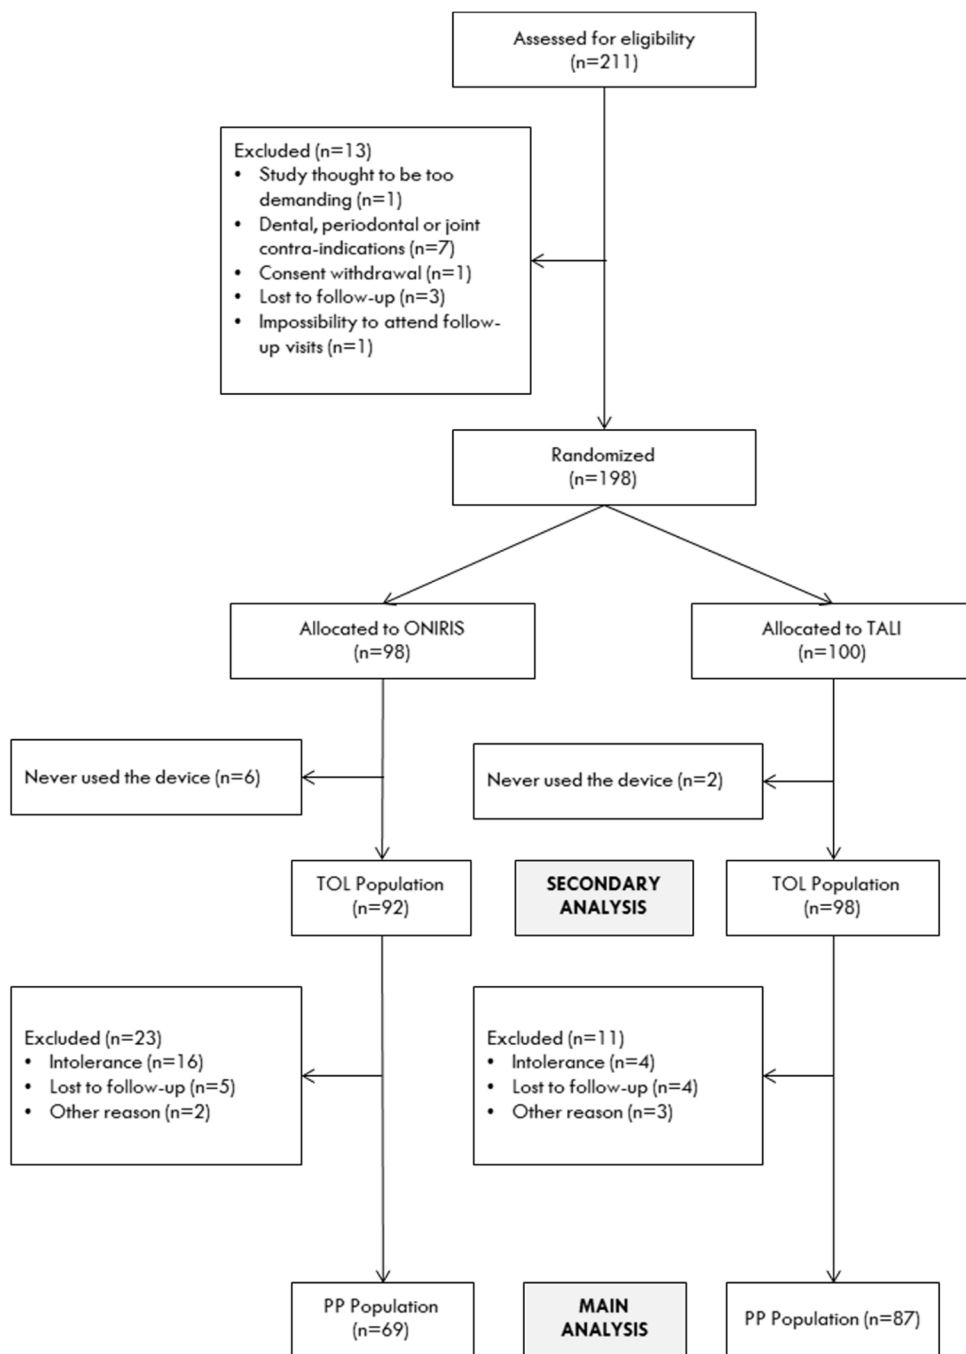 Assessed for eligibility
(n=211)
Excluded (n=13)
• Study thought to be too
demanding (n=1)
• Dental, periodontal or joint
contra-indications (n=7)
• Consent withdrawal (n=1)
• Lost to follow-up (n=3)
• Impossibility to attend follow-
up visits (n=1)
Randomized
(n=198)
Allocated to ONIRIS
(n=98)
Allocated to TALI
(n=100)
Never used the device (n=6)
Never used the device (n=2)
TOL Population
(n=92)
SECONDARY
ANALYSIS
TOL Population
(n=98)
Excluded (n=23)
• Intolerance (n=16)
• Lost to follow-up (n=5)
• Other reason (n=2)
Excluded (n=11)
• Intolerance (n=4)
• Lost to follow-up (n=4)
• Other reason (n=3)
PP Population
(n=69)
MAIN
ANALYSIS
PP Population (n=87)